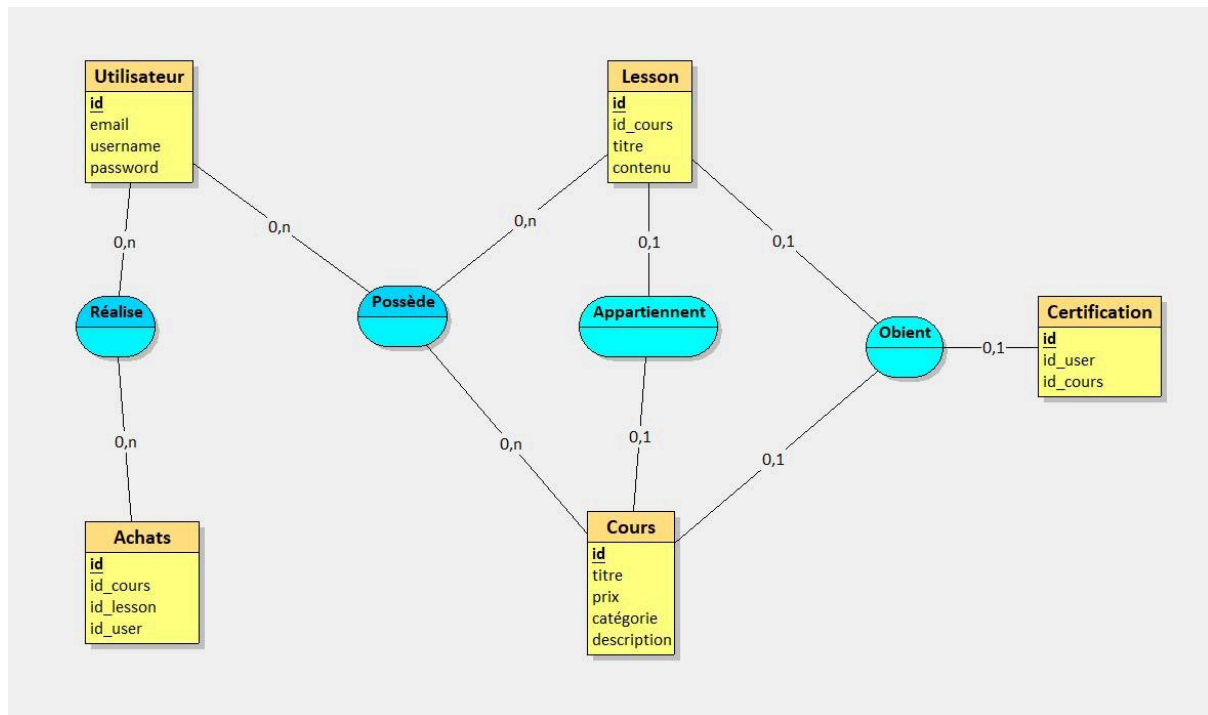 Utilisateur
id
email
username
password
Lesson
id
id_cours
titre
contenu
0,n
0,n
0,n
0,1
0,1
Réalise
Possède
Appartiennent
Obient
0,1
Certification
id
id_user
id_cours
0,n
0,n
0,1
0,1
Achats
id
id_cours
id_lesson
id_user
Cours
id
titre
prix
catégorie
description